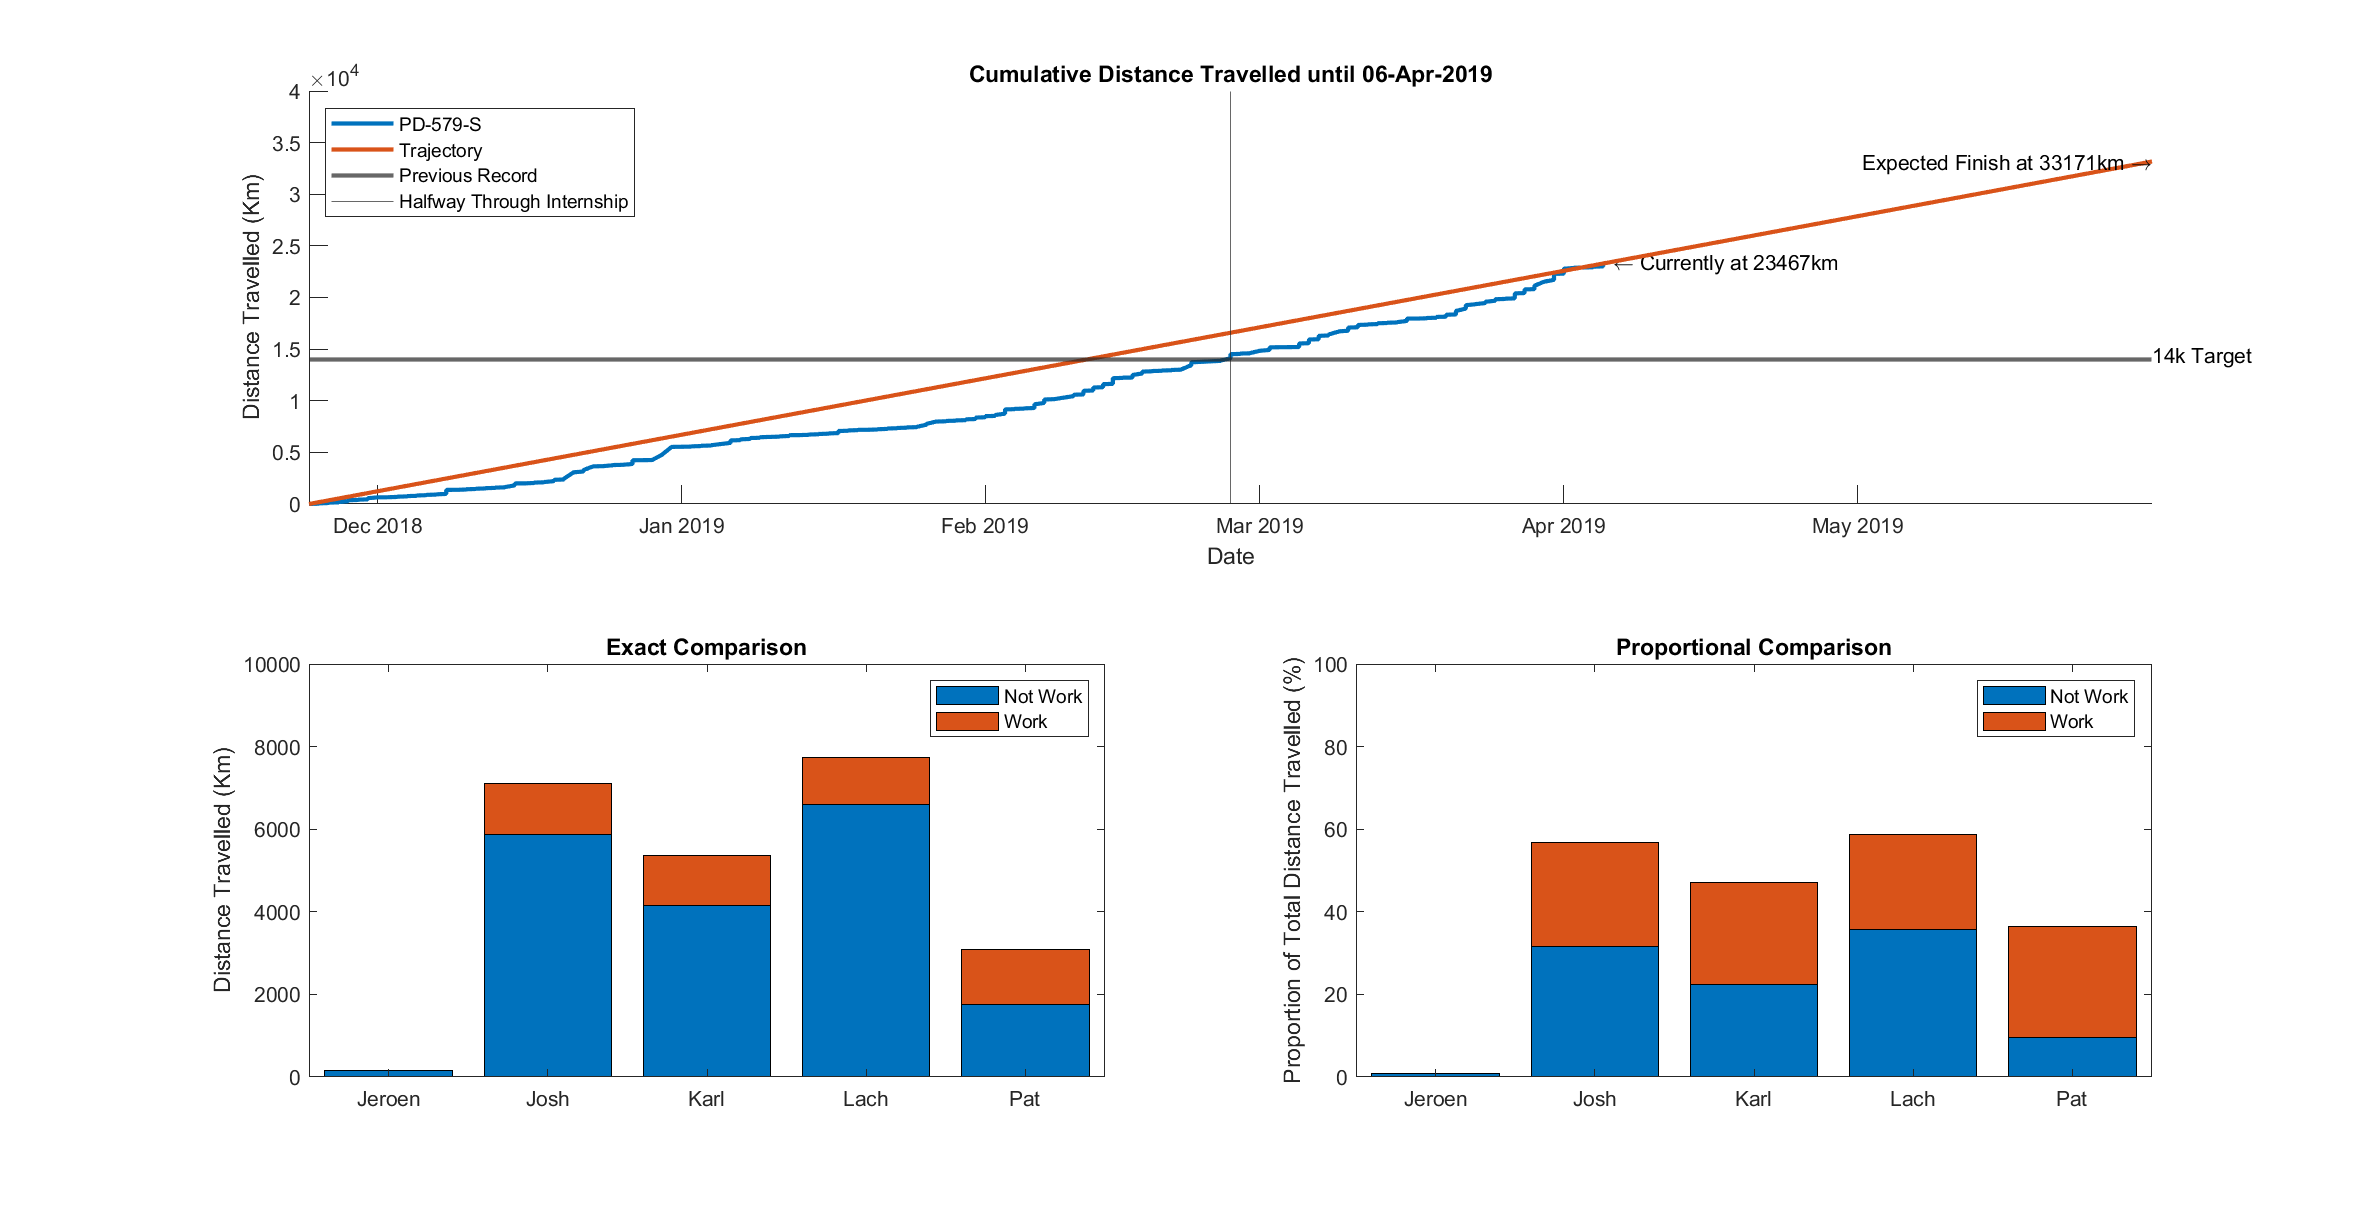 Cumulative Distance Travelled until 06-Apr-2019
×10^4
4
3.5
3
2.5
2
1.5
1
0.5
0
Distance Travelled (Km)
PD-579-S
Trajectory
Previous Record
Halfway Through Internship
Expected Finish at 33171km →
← Currently at 23467km
14k Target
Dec 2018 Jan 2019 Feb 2019 Mar 2019 Apr 2019 May 2019
Date
Exact Comparison
10000
8000
6000
4000
2000
0
Distance Travelled (Km)
Not Work
Work
Jeroen Josh Karl Lach Pat
Proportional Comparison
100
80
60
40
20
0
Proportion of Total Distance Travelled (%)
Not Work
Work
Jeroen Josh Karl Lach Pat